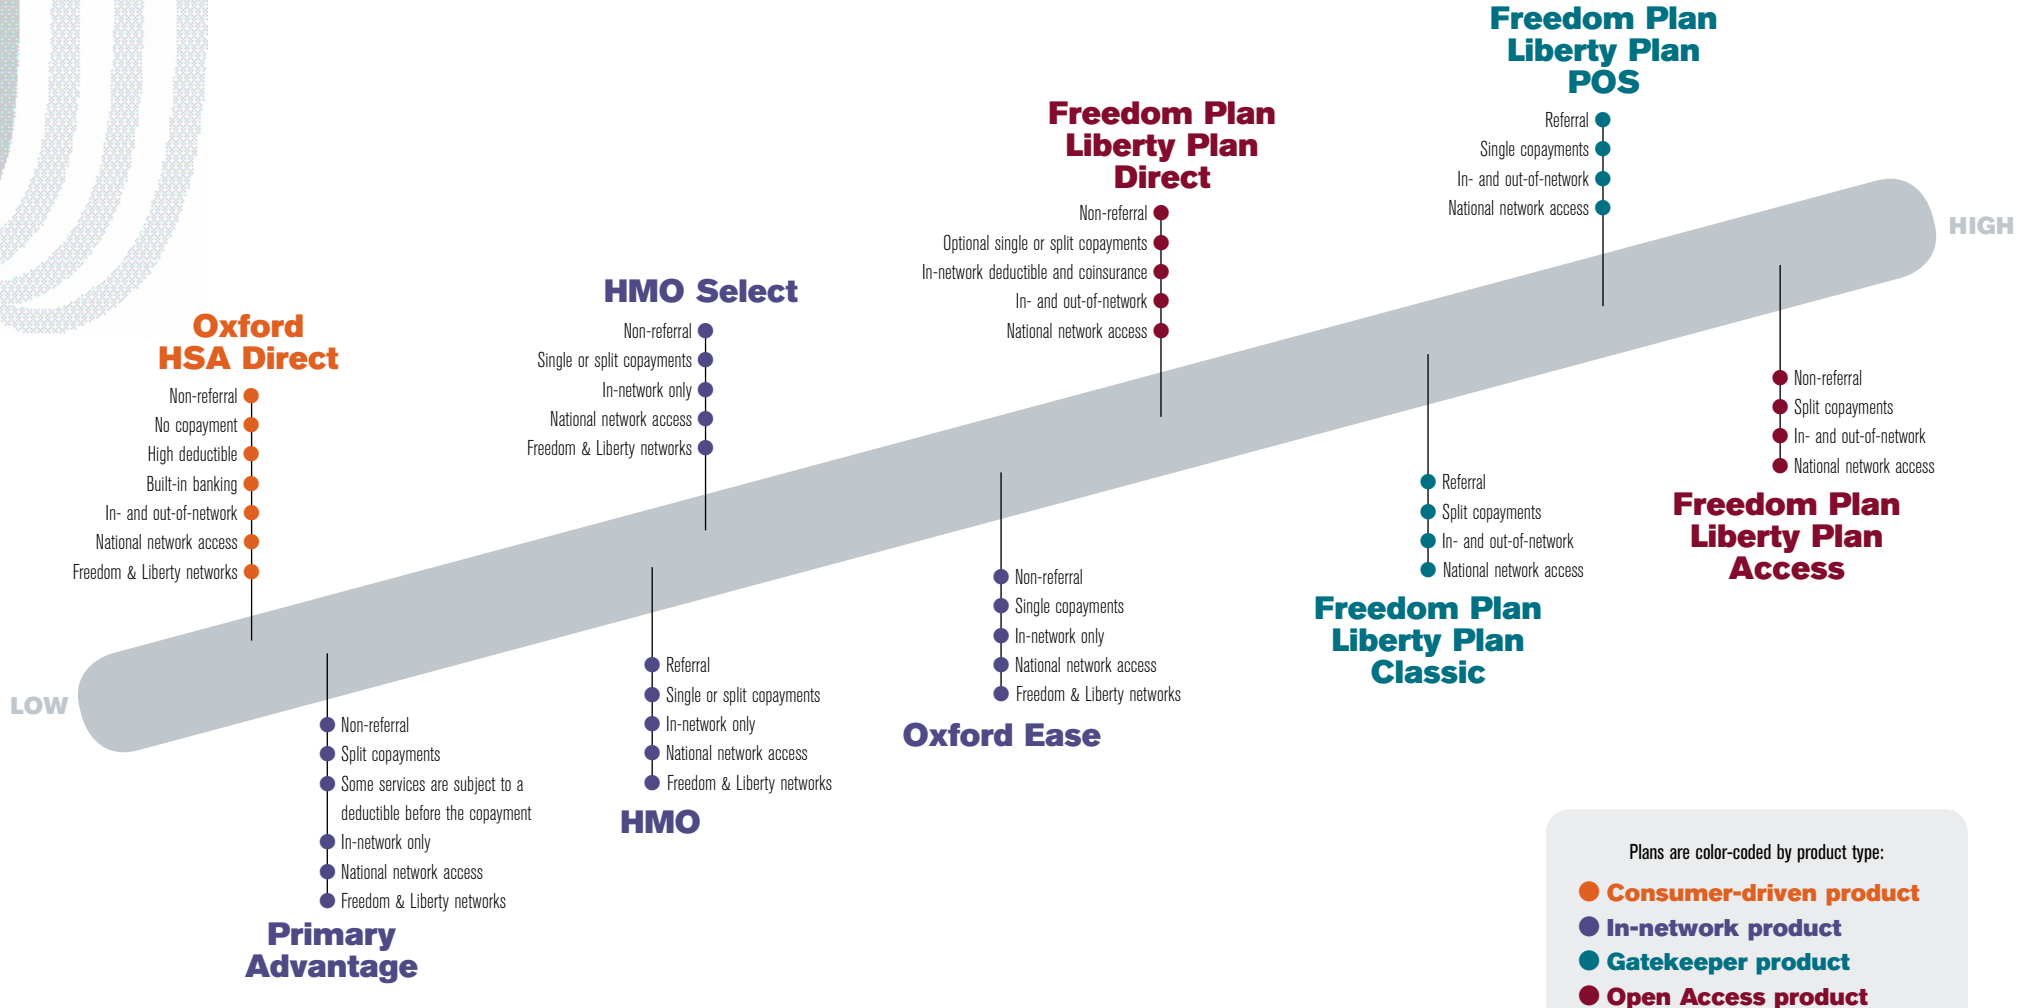 Freedom Plan
Liberty Plan
POS
Referral
Single copayments
In- and out-of-network
National network access
HIGH
Freedom Plan
Liberty Plan
Direct
Non-referral
Optional single or split copayments
In-network deductible and coinsurance
In- and out-of-network
National network access
HMO Select
Non-referral
Single or split copayments
In-network only
National network access
Freedom & Liberty networks
Oxford
HSA Direct
Non-referral
No copayment
High deductible
Built-in banking
In- and out-of-network
National network access
Freedom & Liberty networks
LOW
Non-referral
Split copayments
Some services are subject to a
deductible before the copayment
In-network only
National network access
Freedom & Liberty networks
Primary
Advantage
Referral
Single or split copayments
In-network only
National network access
Freedom & Liberty networks
HMO
Non-referral
Single copayments
In-network only
National network access
Freedom & Liberty networks
Oxford Ease
Referral
Split copayments
In- and out-of-network
National network access
Freedom Plan
Liberty Plan
Classic
Non-referral
Split copayments
In- and out-of-network
National network access
Freedom Plan
Liberty Plan
Access
Plans are color-coded by product type:
Consumer-driven product
In-network product
Gatekeeper product
Open Access product